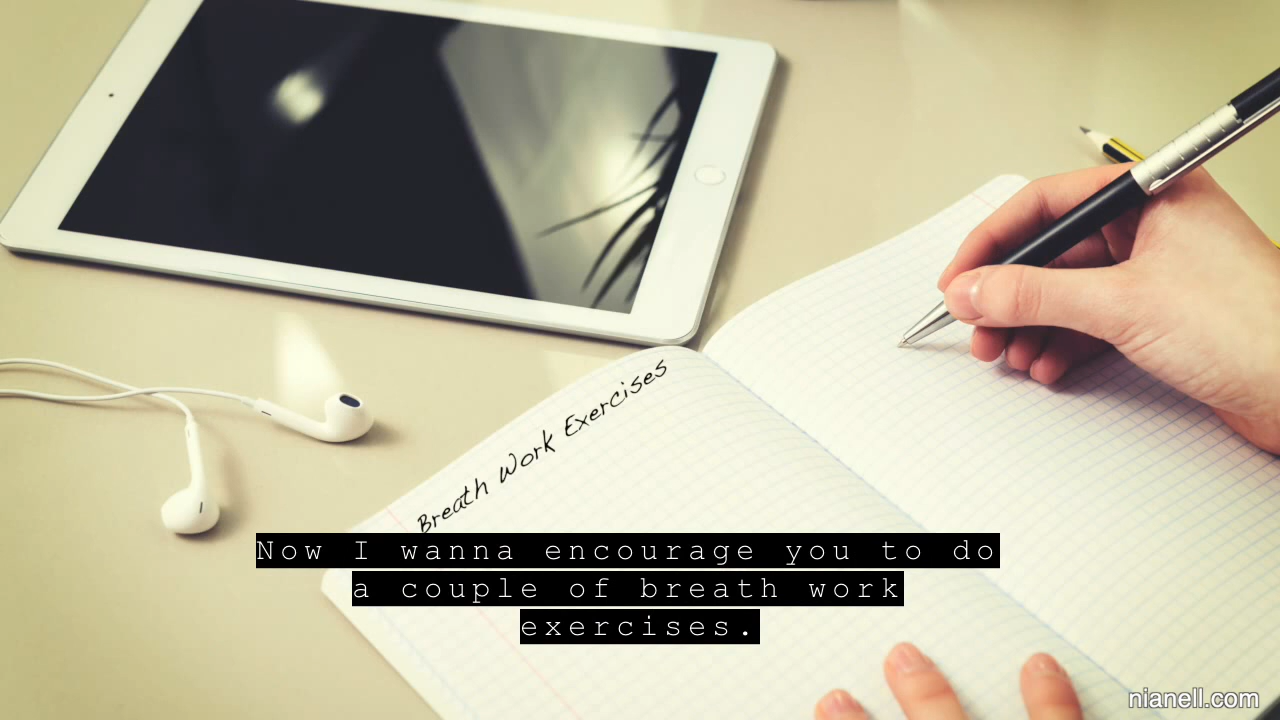 Breath Work Exercises
Now I wanna encourage you to do
a couple of breath work
exercises.
nianell.com